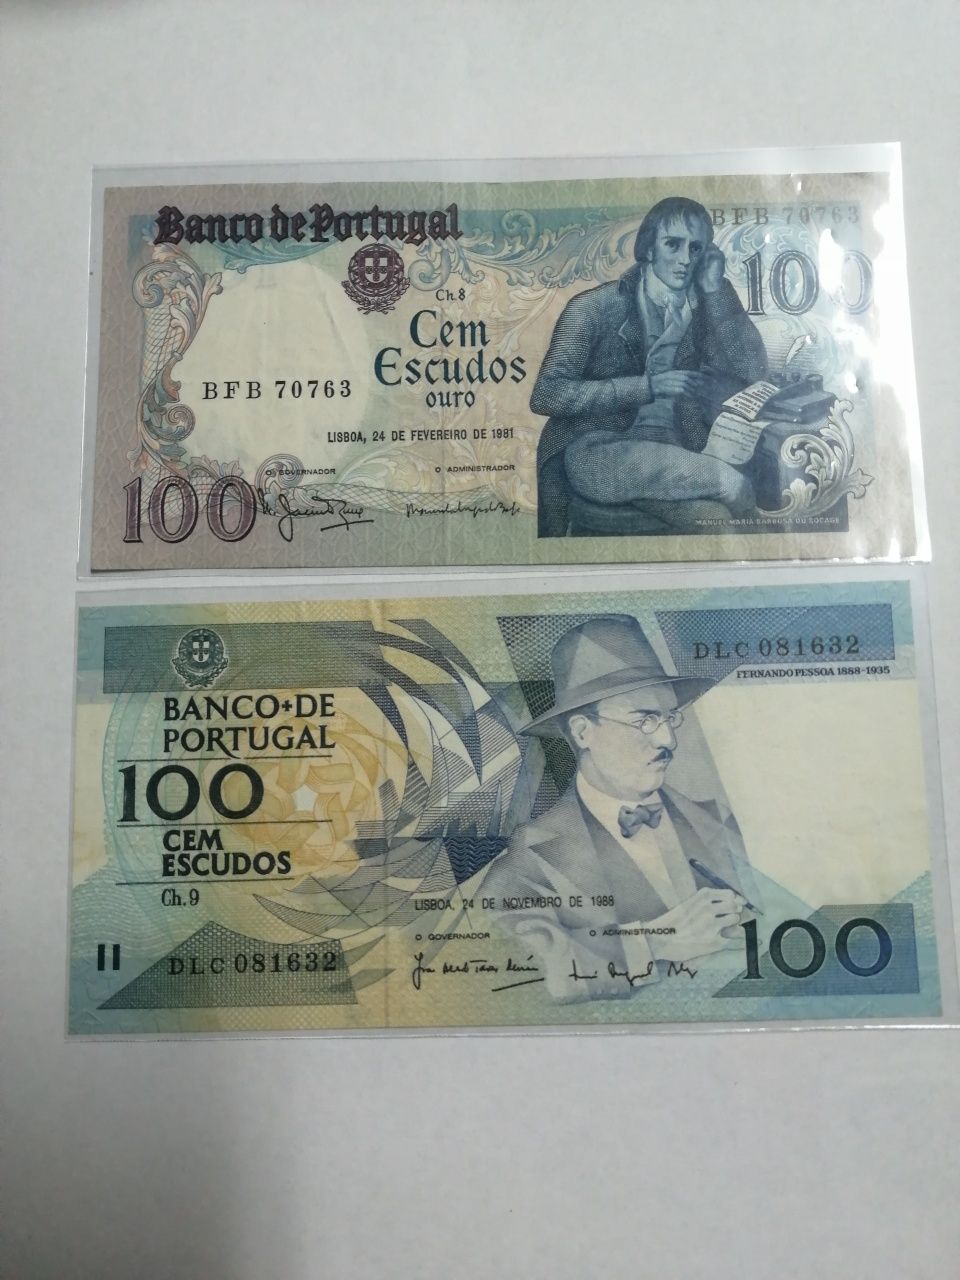 Banco de Portugal
BFB 70763
100
Ch. 8
Cem
Escudos
ouro
BFB 70763
LISBOA, 24 DE FEVEREIRO DE 1981
O GOVERNADOR
O ADMINISTRADOR
100
MANUEL MARIA BARBOSA DU BOCAGE
DLC 081632
FERNANDO PESSOA 1888-1935
BANCO DE
PORTUGAL
100
CEM
ESCUDOS
Ch. 9
LISBOA, 24 DE NOVEMBRO DE 1988
O GOVERNADOR
O ADMINISTRADOR
DLC 081632
100